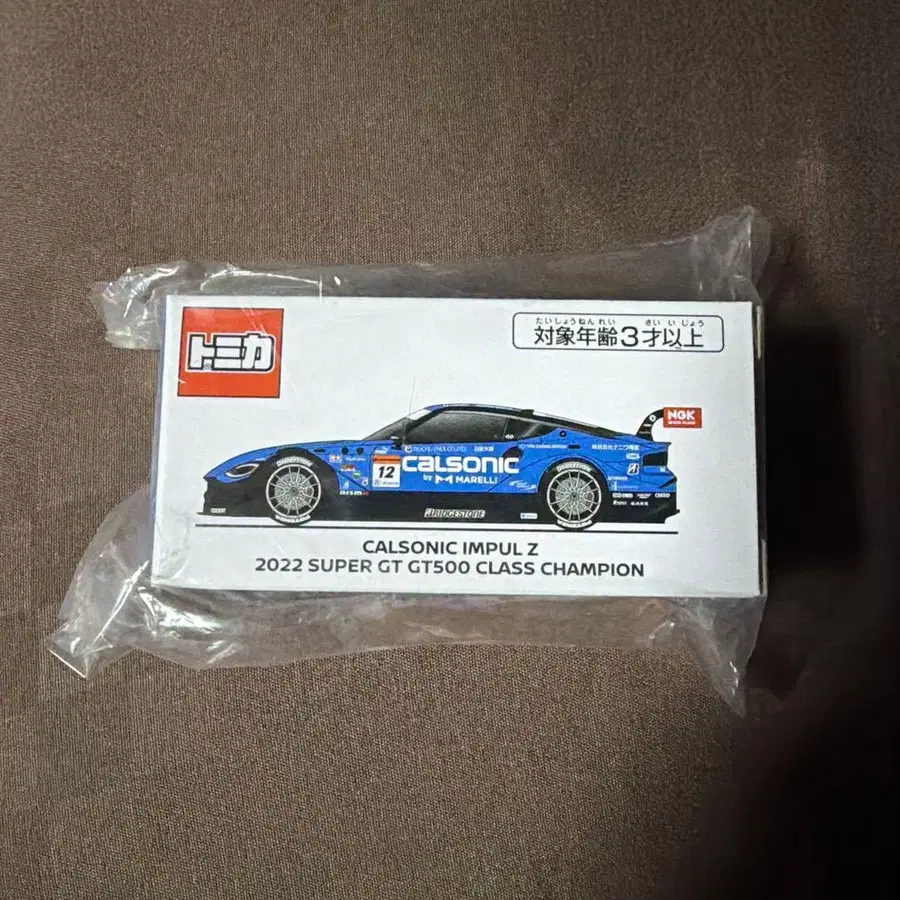 トミカ
®
たいしょうねんれい さいいじょう
対象年齢3才以上
NGK
12
calsonic
by MARELLI
nismo
BRIDGESTONE
CALSONIC IMPUL Z
2022 SUPER GT GT500 CLASS CHAMPION